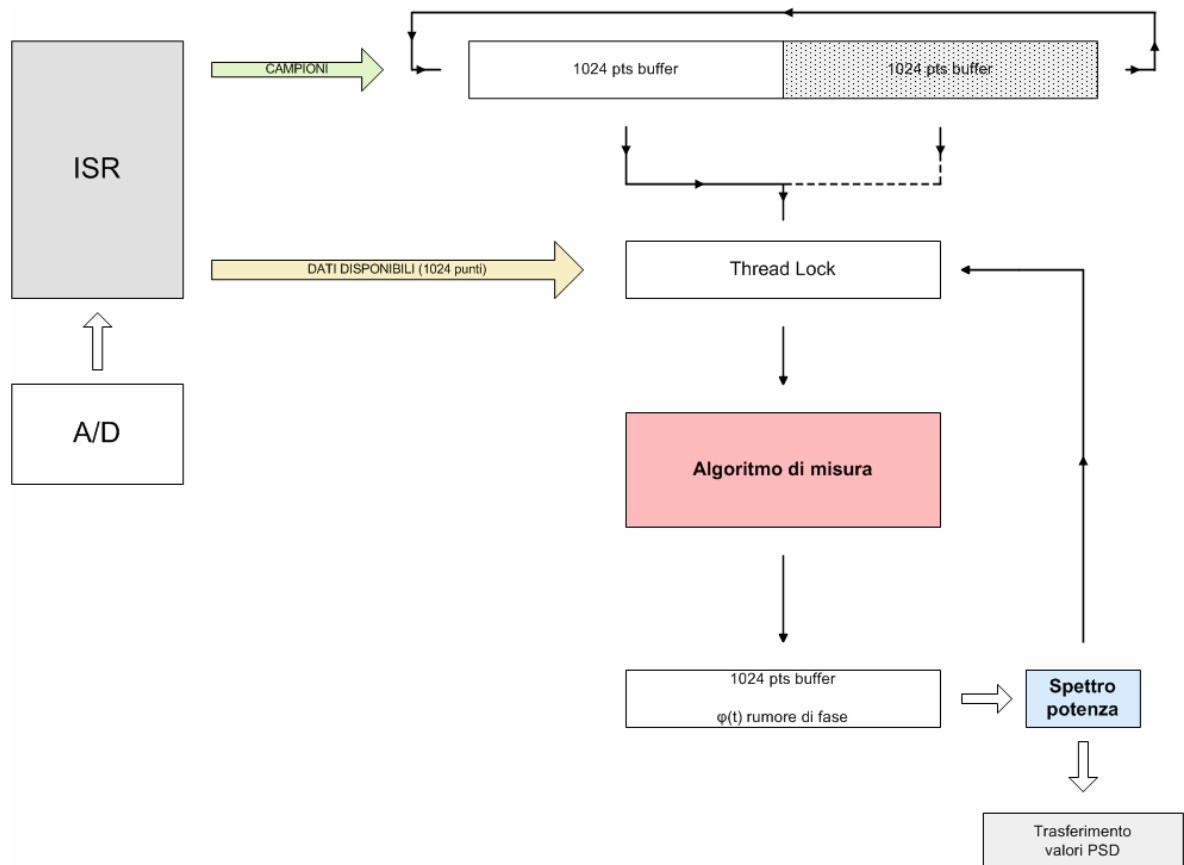 ISR
CAMPIONI
1024 pts buffer
1024 pts buffer
DATI DISPONIBILI (1024 punti)
Thread Lock
A/D
Algoritmo di misura
1024 pts buffer
φ(t) rumore di fase
Spettro
potenza
Trasferimento
valori PSD